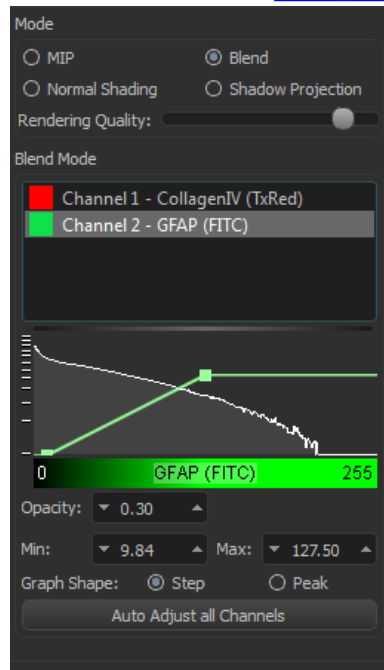 Mode
MIP Blend
Normal Shading Shadow Projection
Rendering Quality:
Blend Mode
Channel 1 - CollagenIV (TxRed)
Channel 2 - GFAP (FITC)
0 GFAP (FITC) 255
Opacity: 0.30
Min: 9.84 Max: 127.50
Graph Shape: Step Peak
Auto Adjust all Channels